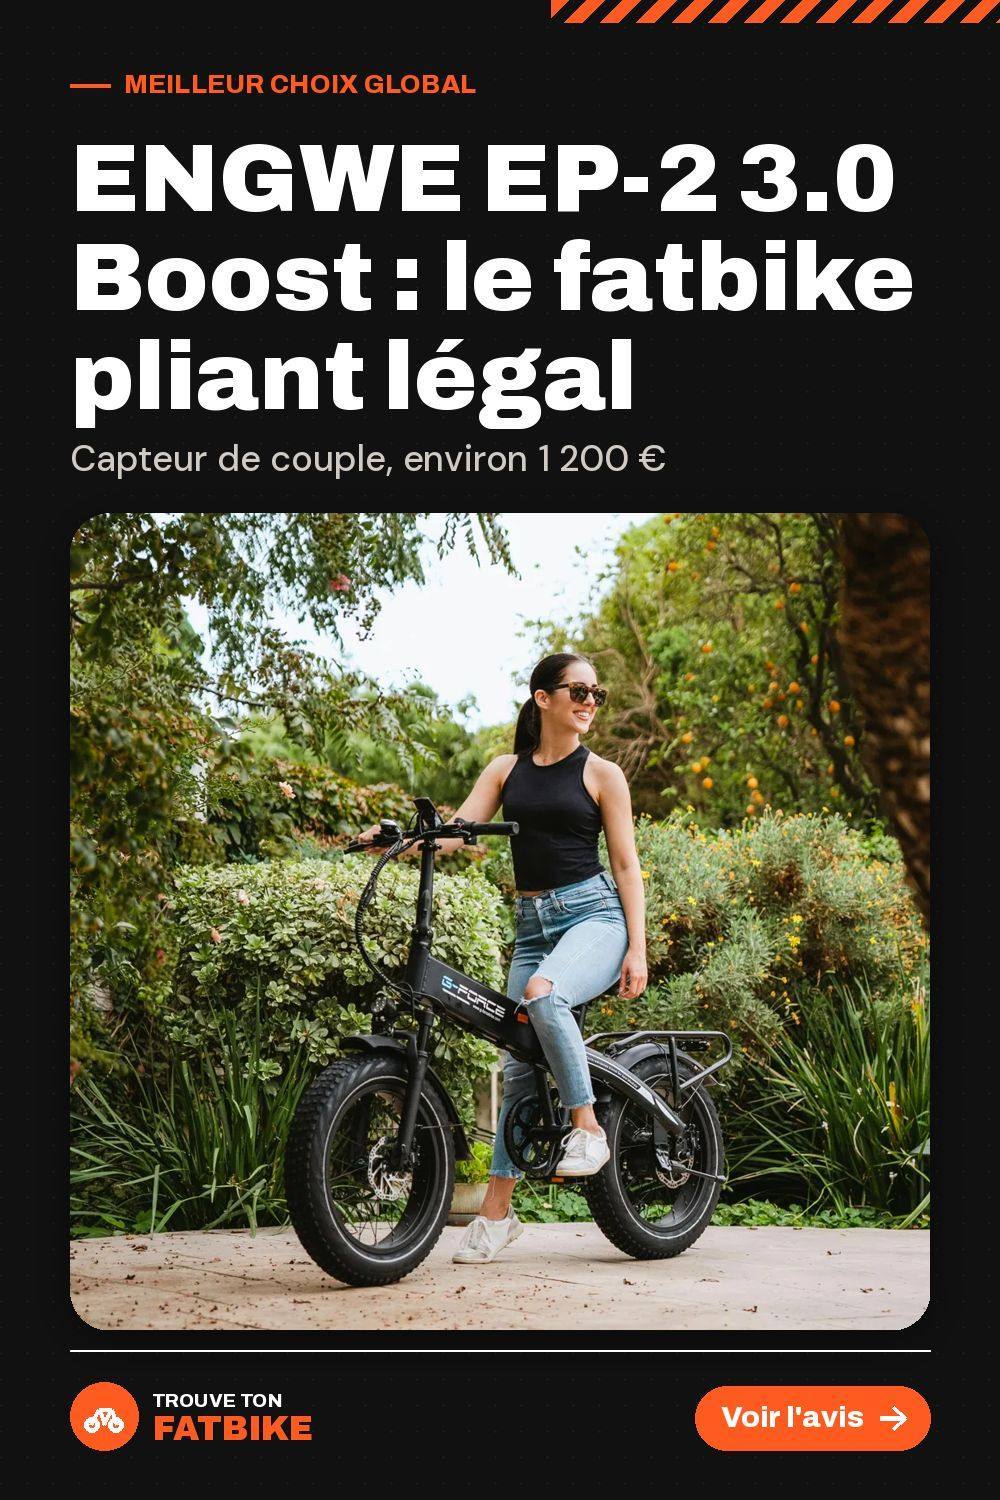 MEILLEUR CHOIX GLOBAL
ENGWE EP-2 3.0
Boost : le fatbike
pliant légal
Capteur de couple, environ 1 200 €
G-FORCE
TROUVE TON
FATBIKE
Voir l'avis →